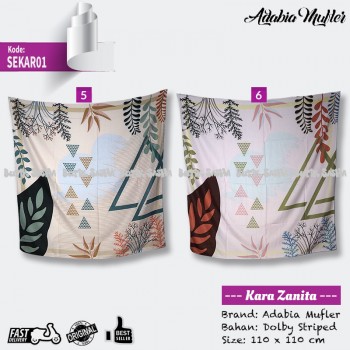 Kode:
SEKAR01
Adabia Mufler
5
6
--- Kara Zanita ---
Brand: Adabia Mufler
Bahan: Dolby Striped
Size: 110 x 110 cm
FAST
DELIVERY
ORIGINAL
BEST
SELLER